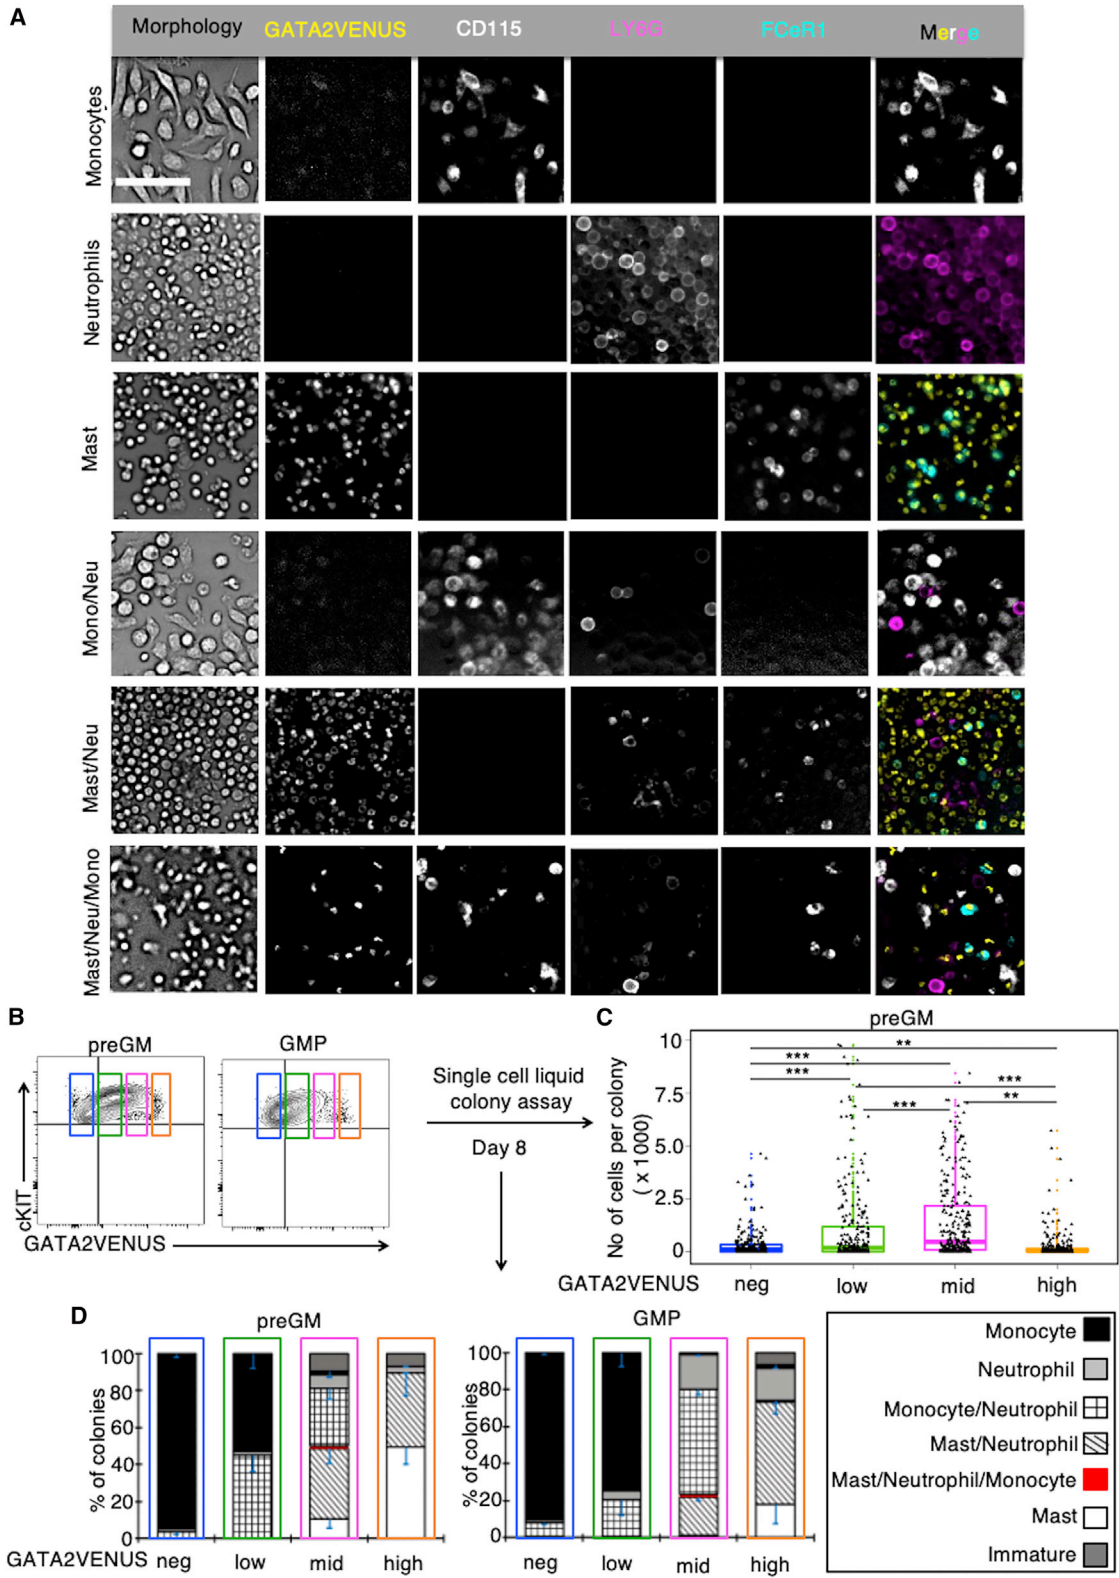 A
Morphology GATA2VENUS CD115 LY6G FCeR1 Merge
Monocytes
Neutrophils
Mast
Mono/Neu
Mast/Neu
Mast/Neu/Mono
B
preGM GMP
cKIT
GATA2VENUS
Single cell liquid
colony assay
Day 8
C
preGM
No of cells per colony
( x 1000)
10
7.5
5.0
2.5
0
**
***
***
***
***
**
GATA2VENUS neg low mid high
D
preGM
% of colonies
100
80
60
40
20
0
GATA2VENUS neg low mid high
GMP
% of colonies
100
80
60
40
20
0
neg low mid high
Monocyte
Neutrophil
Monocyte/Neutrophil
Mast/Neutrophil
Mast/Neutrophil/Monocyte
Mast
Immature